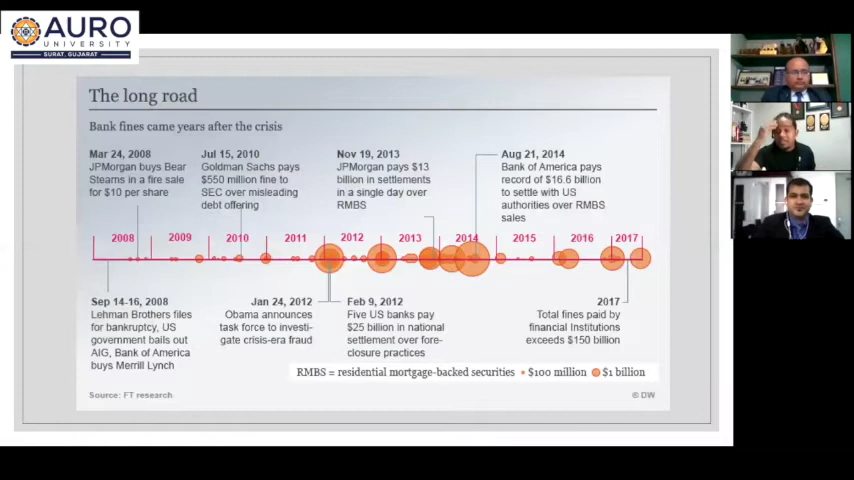 AURO
UNIVERSITY
SURAT, GUJARAT
The long road
Bank fines came years after the crisis
Mar 24, 2008
JPMorgan buys Bear
Stearns in a fire sale
for $10 per share
Jul 15, 2010
Goldman Sachs pays
$550 million fine to
SEC over misleading
debt offering
Nov 19, 2013
JPMorgan pays $13
billion in settlements
in a single day over
RMBS
Aug 21, 2014
Bank of America pays
record of $16.6 billion
to settle with US
authorities over RMBS
sales
2008 2009 2010 2011 2012 2013 2014 2015 2016 2017
Sep 14-16, 2008
Lehman Brothers files
for bankruptcy, US
government bails out
AIG, Bank of America
buys Merrill Lynch
Jan 24, 2012
Obama announces
task force to investi-
gate crisis-era fraud
Feb 9, 2012
Five US banks pay
$25 billion in national
settlement over fore-
closure practices
2017
Total fines paid by
financial Institutions
exceeds $150 billion
RMBS = residential mortgage-backed securities • $100 million $1 billion
Source: FT research
© DW